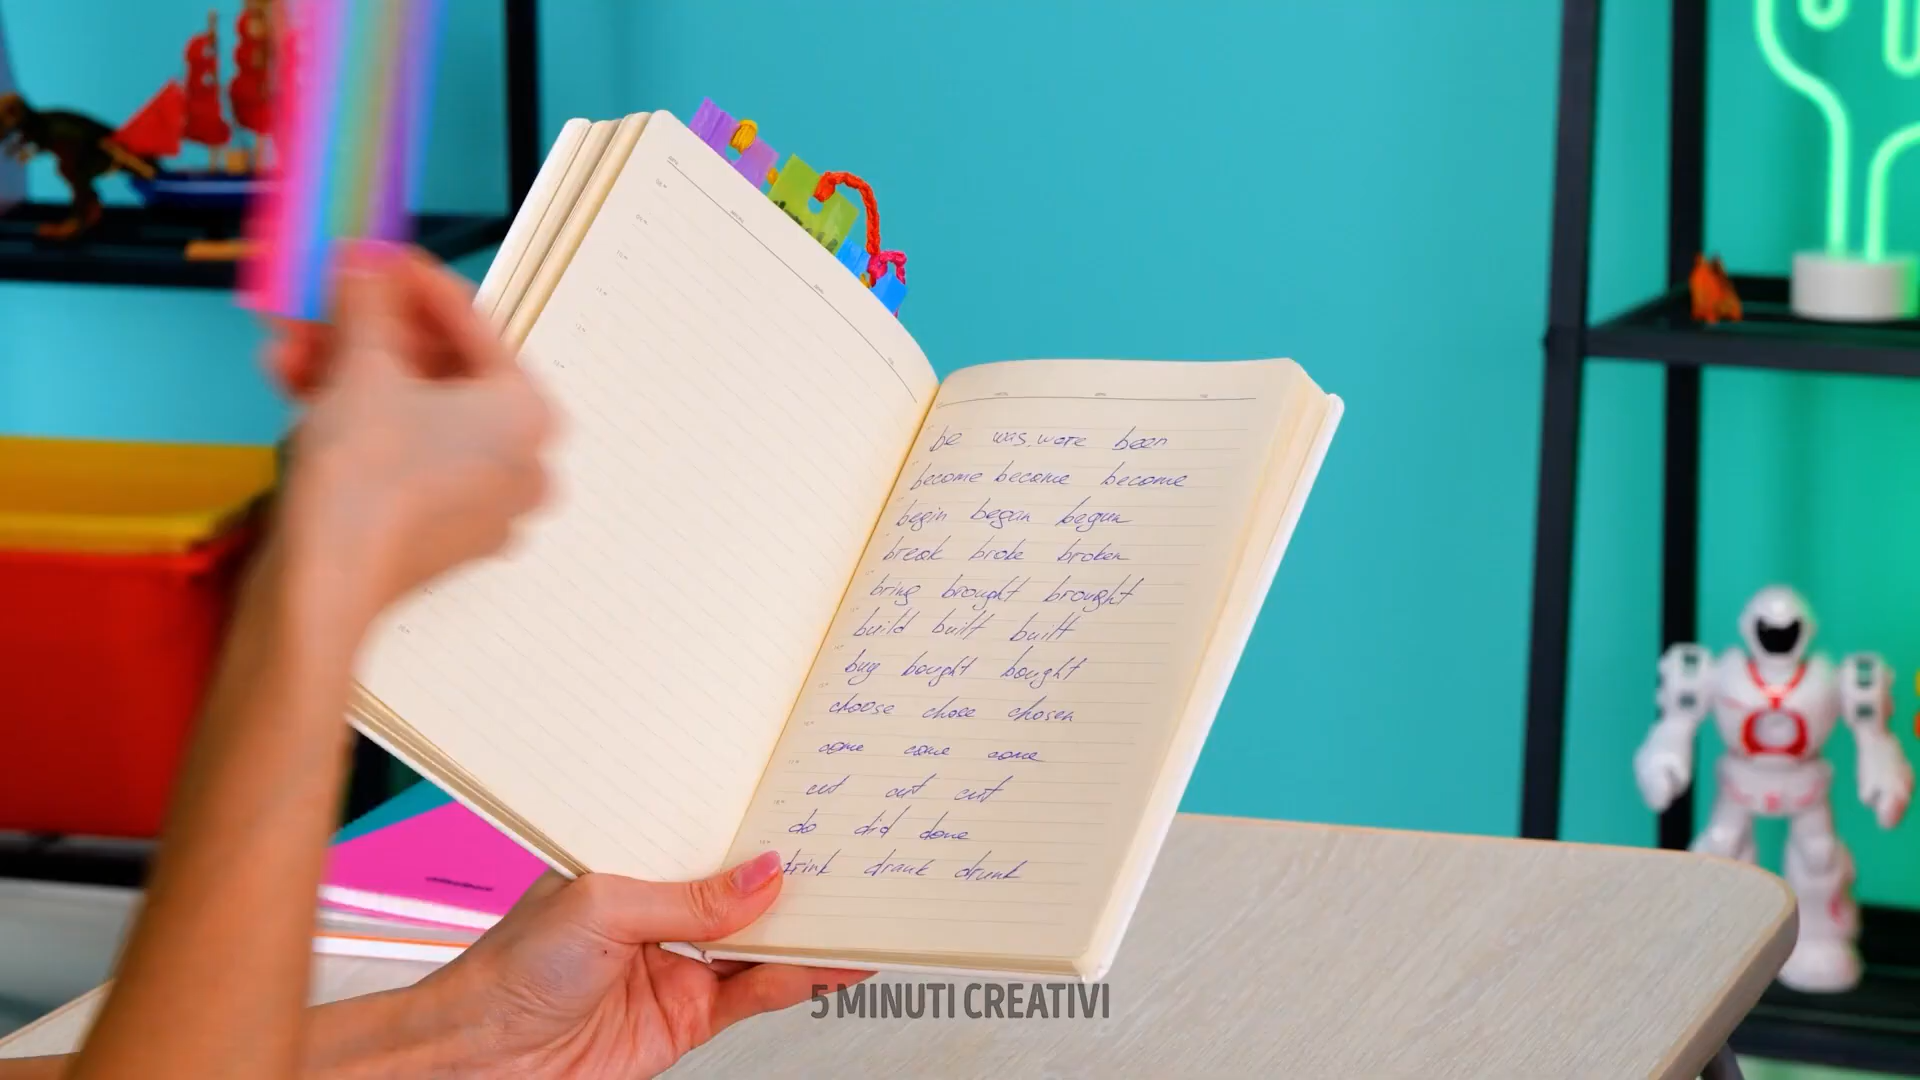 be was, were been
become became become
begin began begun
break broke broken
bring brought brought
build built built
buy bought bought
choose chose chosen
come came come
cut cut cut
do did done
drink drank drunk
5 MINUTI CREATIVI